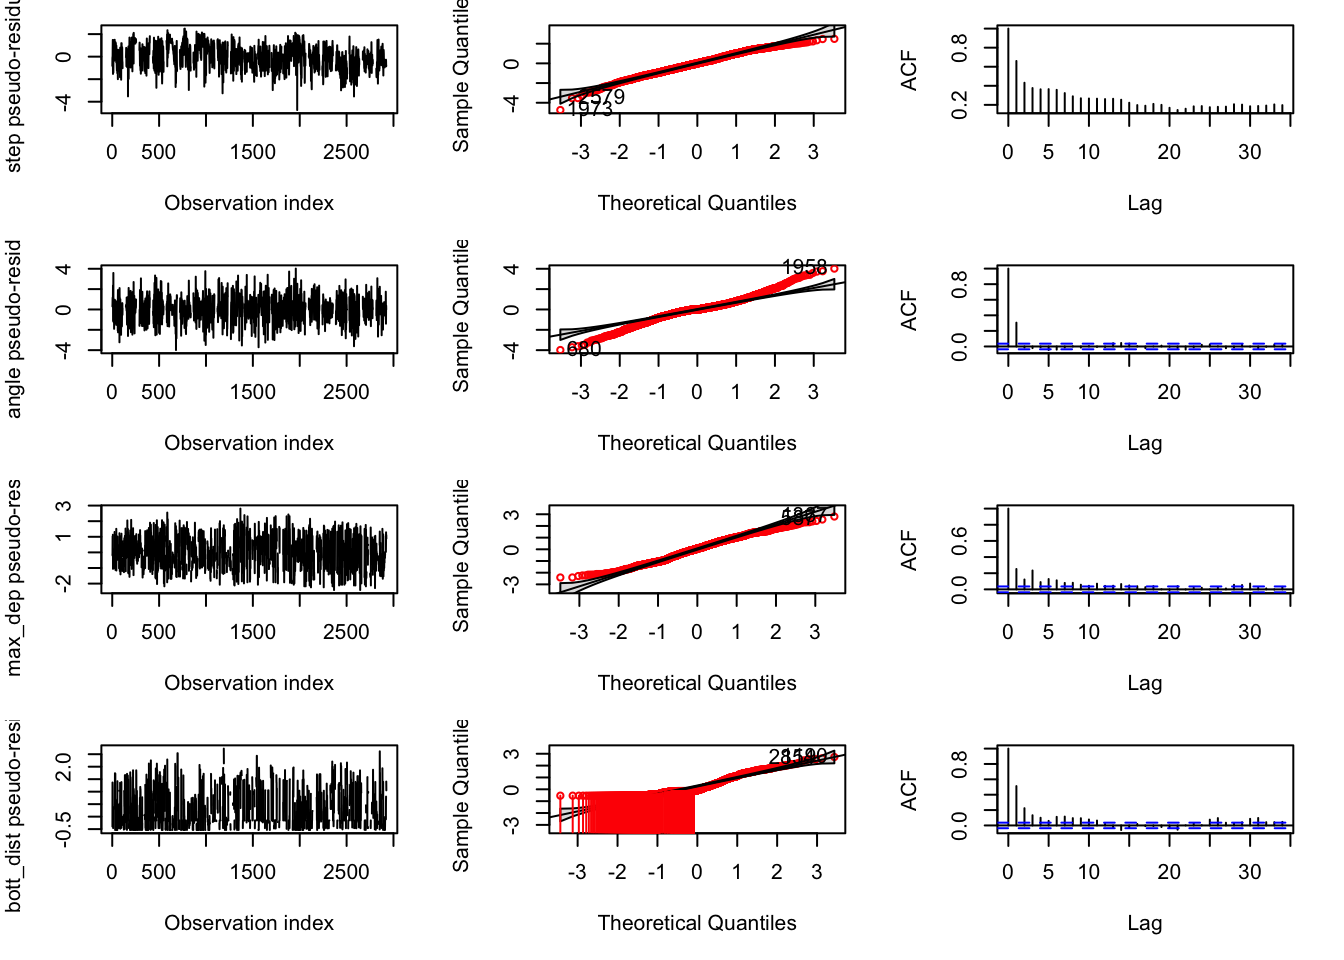 step pseudo-residu
0
-4
0 500 1500 2500
Observation index
Sample Quantile
0
-4
1973
-3 -2 -1 0 1 2 3
Theoretical Quantiles
ACF
0.8
0.2
0 5 10 20 30
Lag
angle pseudo-resid
4
0
-4
0 500 1500 2500
Observation index
Sample Quantile
4
0
-4
1958
680
-3 -2 -1 0 1 2 3
Theoretical Quantiles
ACF
0.8
0.0
0 5 10 20 30
Lag
max_dep pseudo-res
3
1
-2
0 500 1500 2500
Observation index
Sample Quantile
3
0
-3
-3 -2 -1 0 1 2 3
Theoretical Quantiles
ACF
0.6
0.0
0 5 10 20 30
Lag
bott_dist pseudo-resi
2.0
-0.5
0 500 1500 2500
Observation index
Sample Quantile
3
0
-3
-3 -2 -1 0 1 2 3
Theoretical Quantiles
ACF
0.8
0.0
0 5 10 20 30
Lag